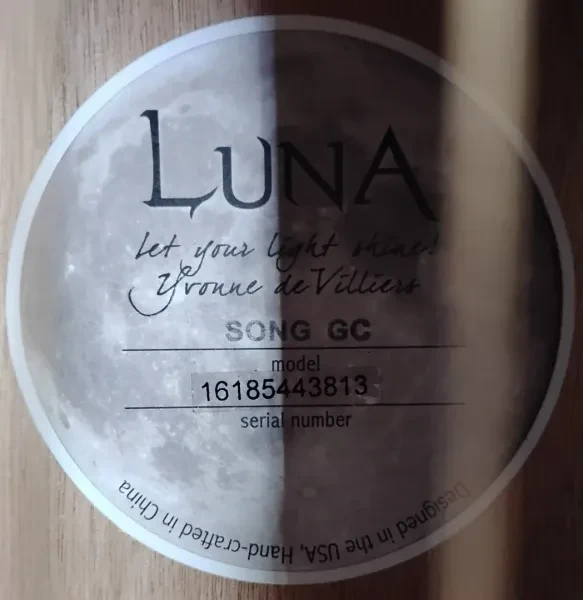 LUNA
Let your light shine!
Yvonne de Villiers
SONG GC
model
16185443813
serial number
Designed in the USA, Hand-crafted in China